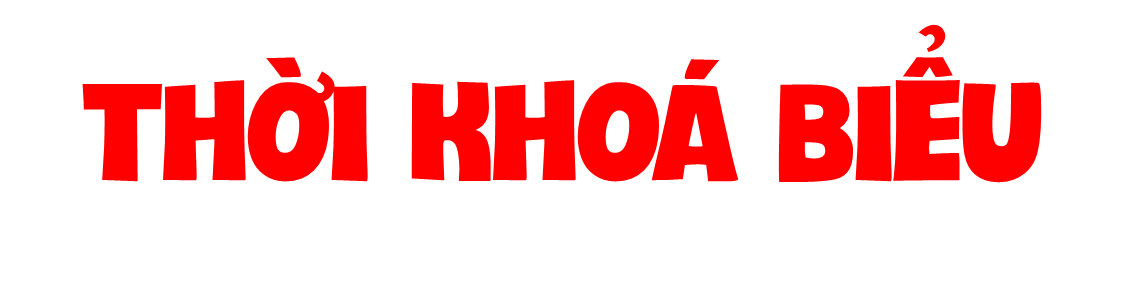 THỜI KHOÁ BIỂU